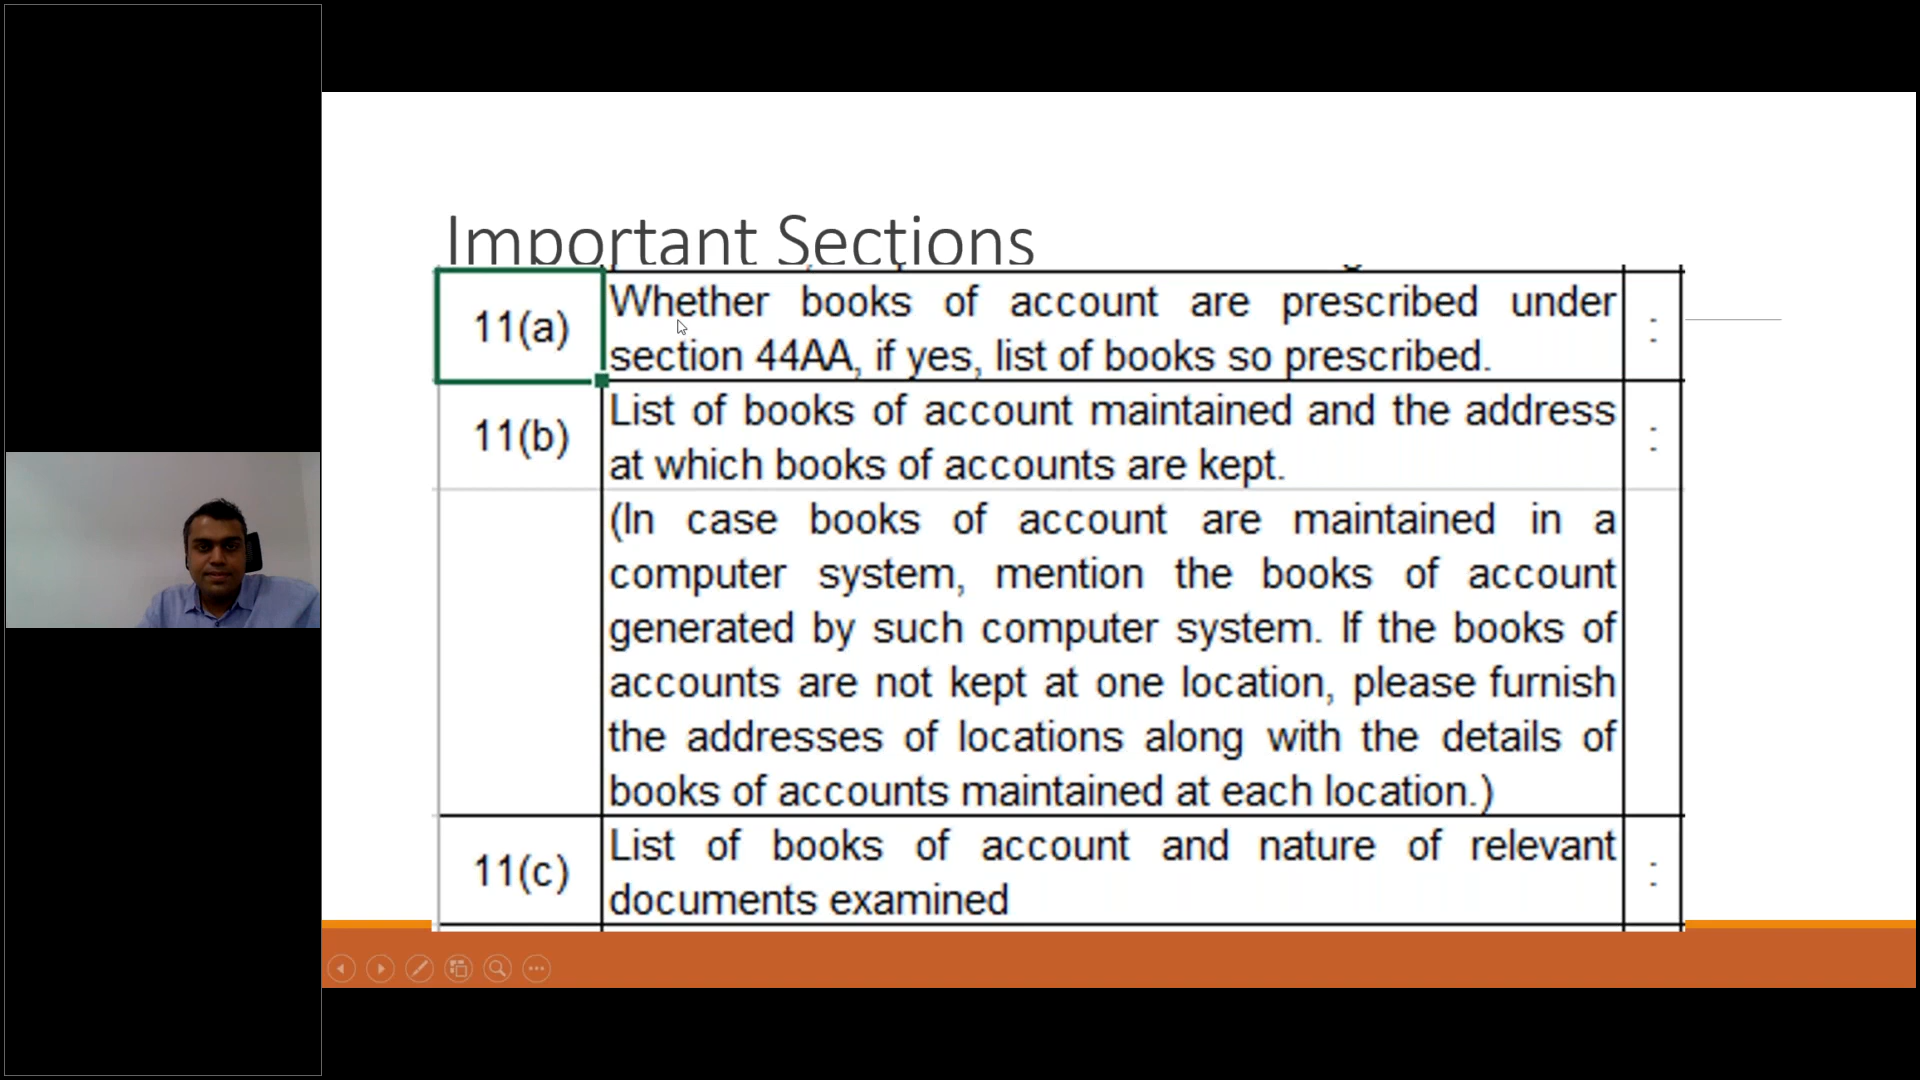 Important Sections
11(a)
Whether books of account are prescribed under
section 44AA, if yes, list of books so prescribed.
:
11(b)
List of books of account maintained and the address
at which books of accounts are kept.
:
(In case books of account are maintained in a
computer system, mention the books of account
generated by such computer system. If the books of
accounts are not kept at one location, please furnish
the addresses of locations along with the details of
books of accounts maintained at each location.)
11(c)
List of books of account and nature of relevant
documents examined
: